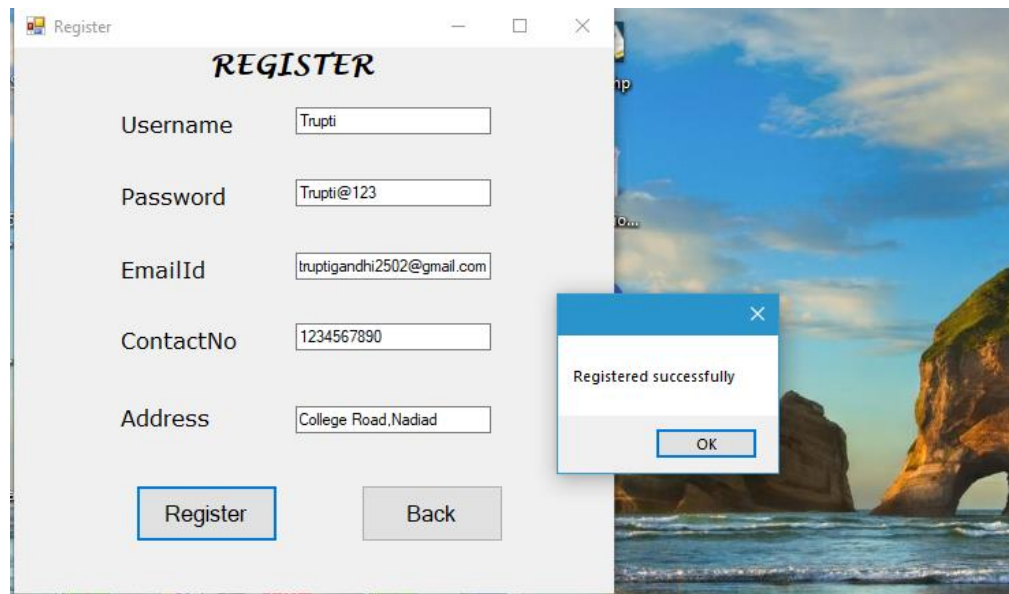 Register
REGISTER
Username Trupti
Password Trupti@123
EmailId truptigandhi2502@gmail.com
ContactNo 1234567890
Registered successfully
Address College Road,Nadiad
OK
Register Back